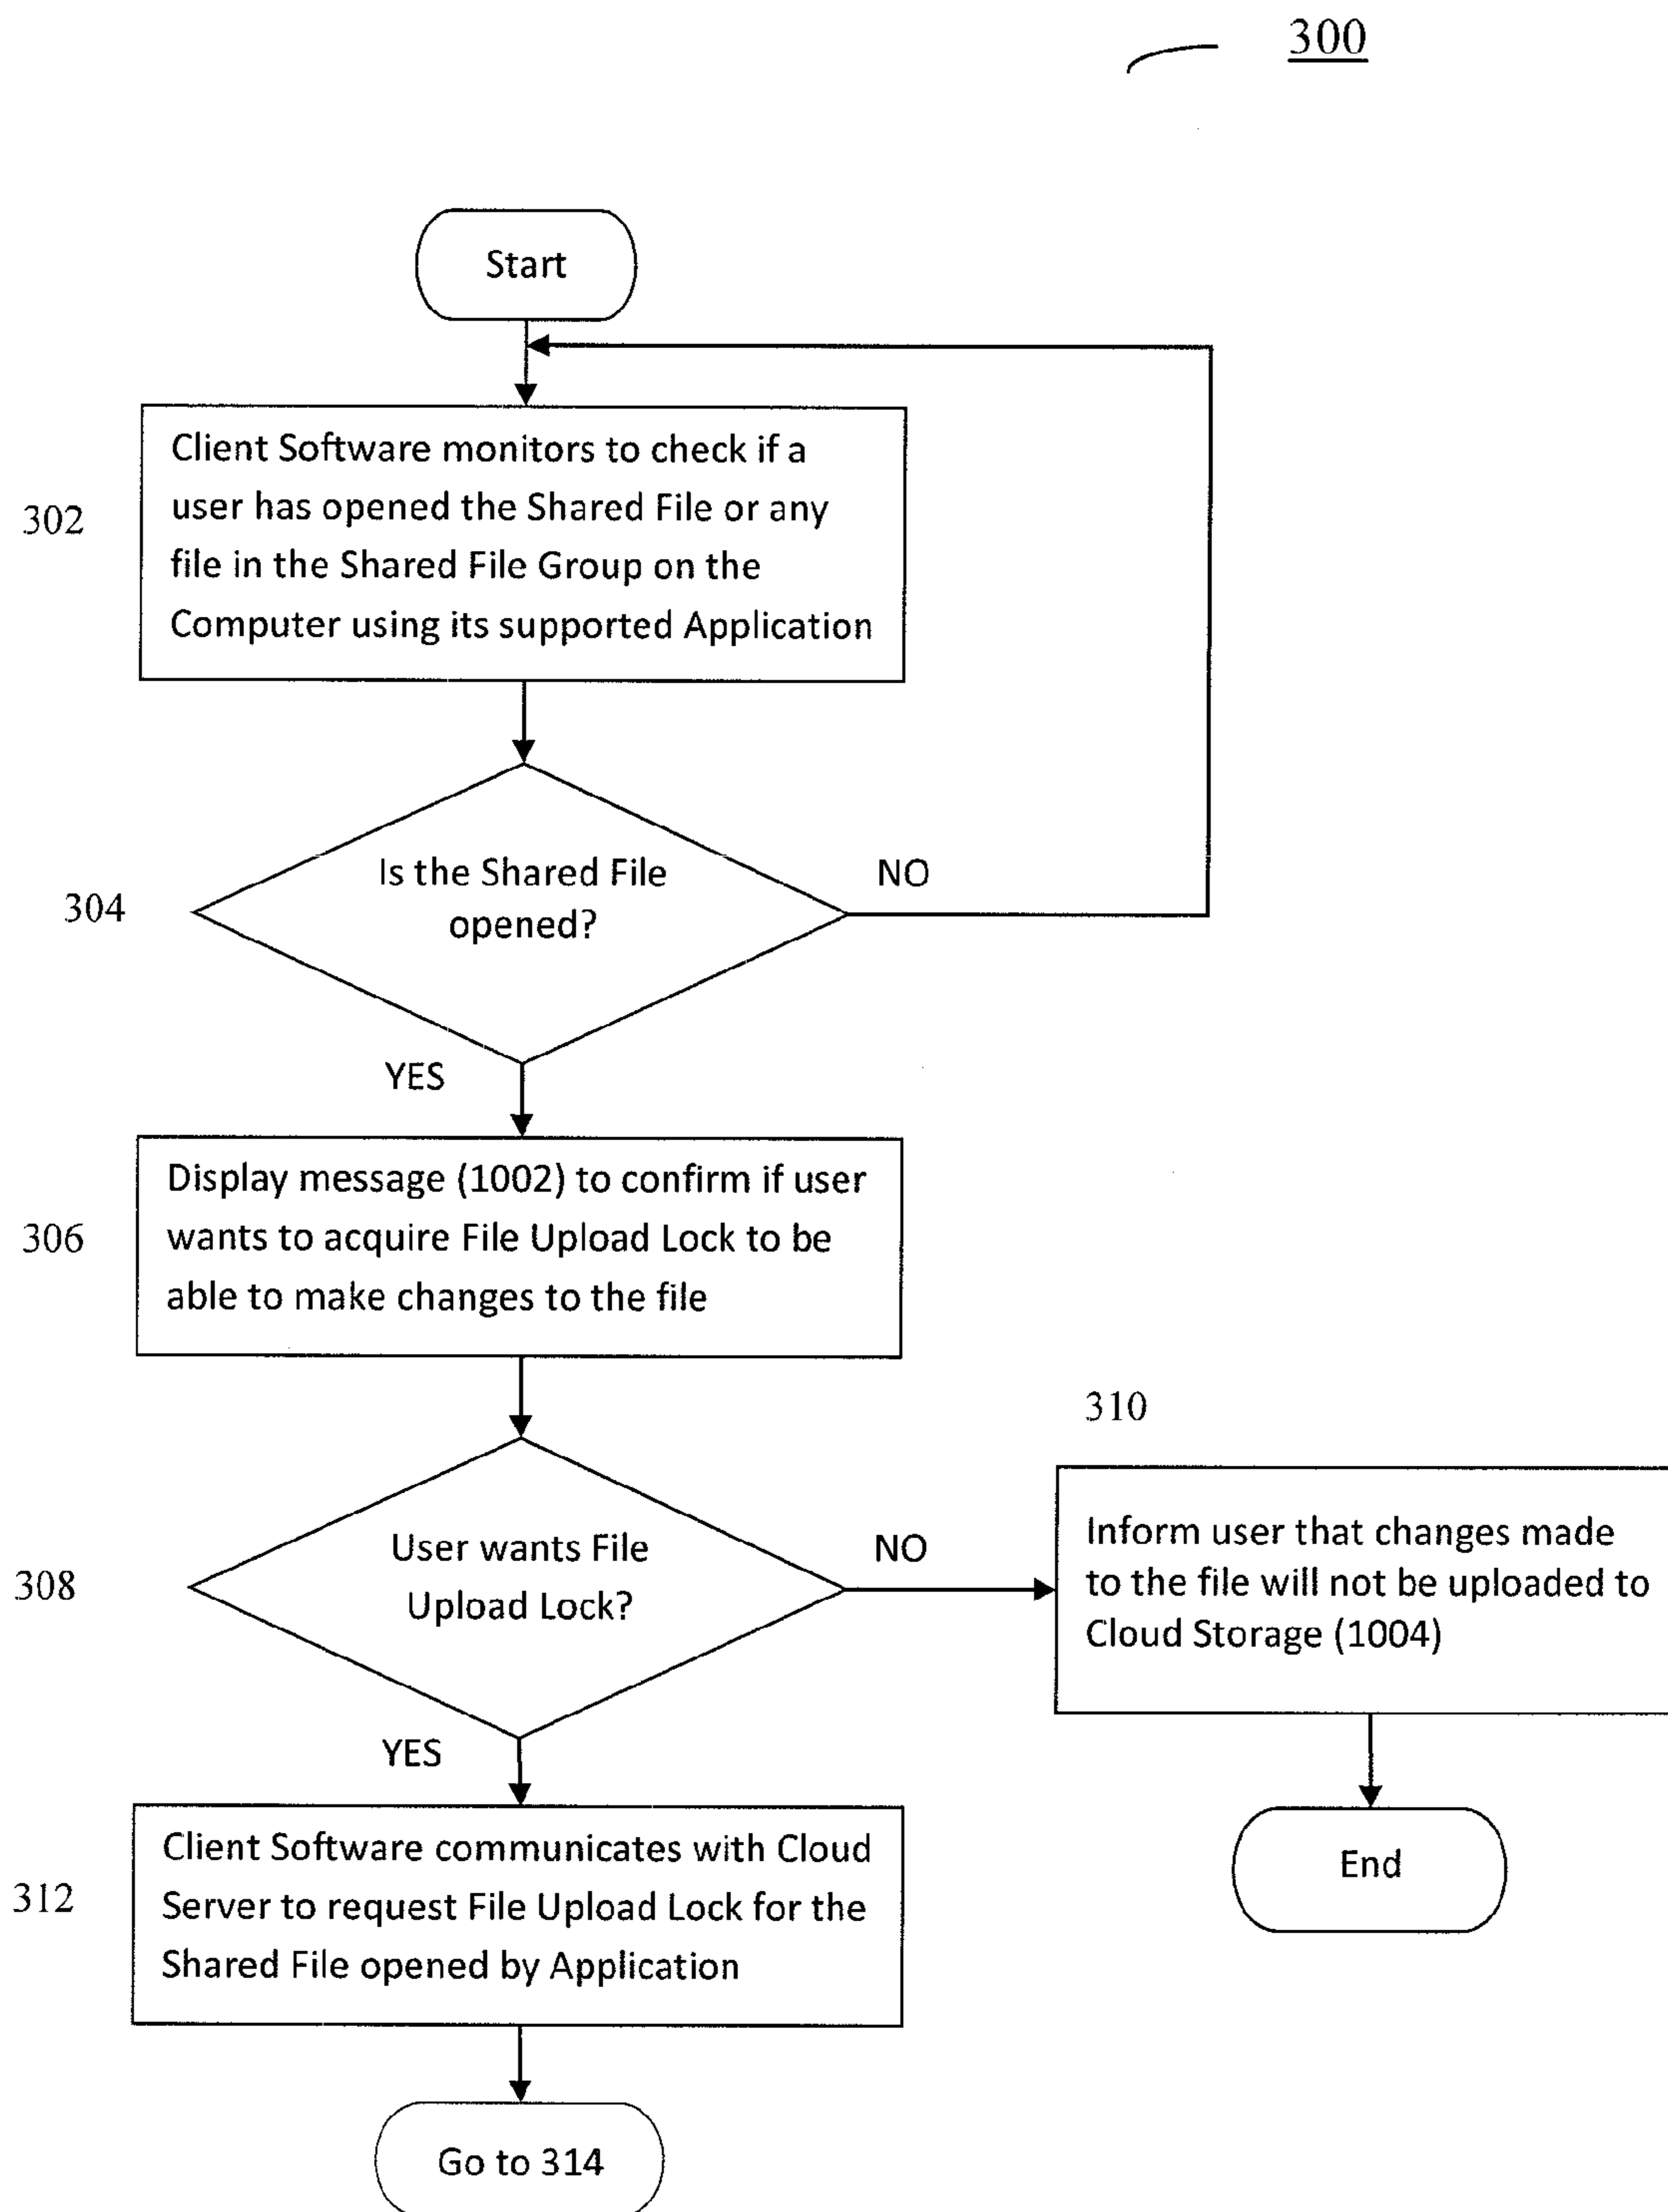 300
Start
302
Client Software monitors to check if a
user has opened the Shared File or any
file in the Shared File Group on the
Computer using its supported Application
304
Is the Shared File
opened?
NO
YES
306
Display message (1002) to confirm if user
wants to acquire File Upload Lock to be
able to make changes to the file
308
User wants File
Upload Lock?
NO
310
Inform user that changes made
to the file will not be uploaded to
Cloud Storage (1004)
End
YES
312
Client Software communicates with Cloud
Server to request File Upload Lock for the
Shared File opened by Application
Go to 314